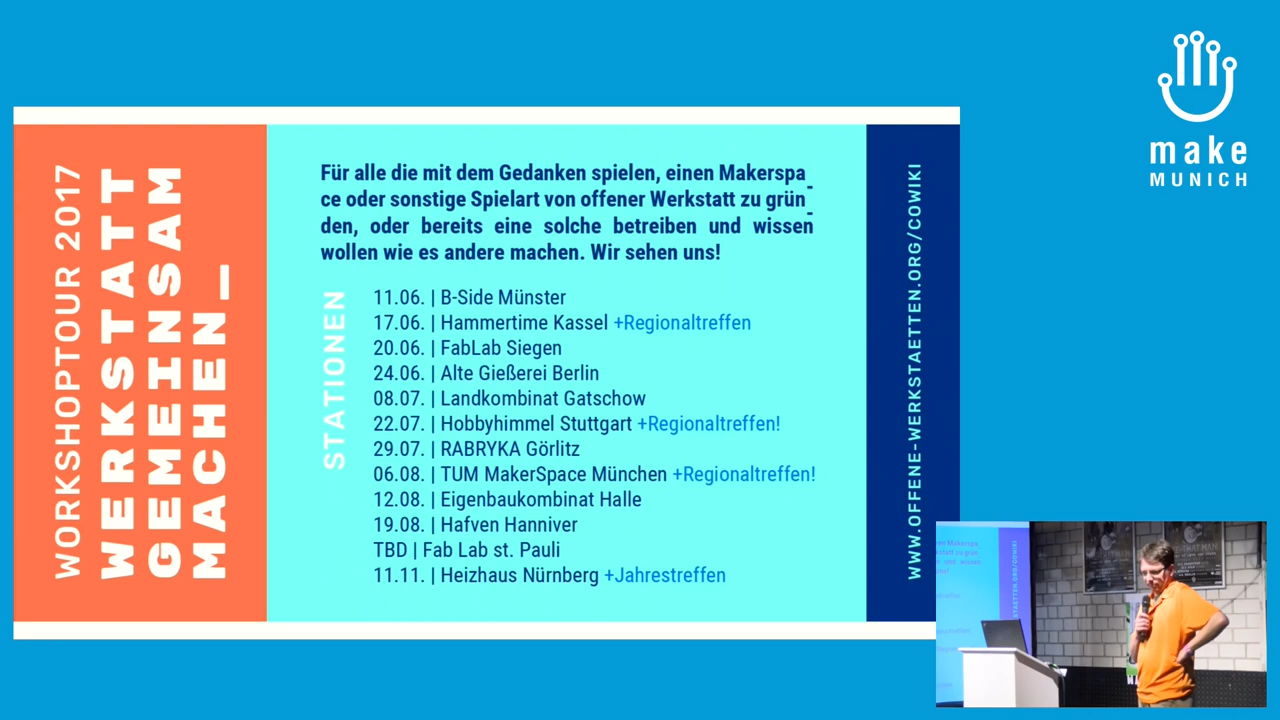 WORKSHOPTOUR 2017
WERKSTATT
GEMEINSAM
MACHEN_
Für alle die mit dem Gedanken spielen, einen Makerspa-
ce oder sonstige Spielart von offener Werkstatt zu grün-
den, oder bereits eine solche betreiben und wissen
wollen wie es andere machen. Wir sehen uns!
STATIONEN
11.06. | B-Side Münster
17.06. | Hammertime Kassel +Regionaltreffen
20.06. | FabLab Siegen
24.06. | Alte Gießerei Berlin
08.07. | Landkombinat Gatschow
22.07. | Hobbyhimmel Stuttgart +Regionaltreffen!
29.07. | RABRYKA Görlitz
06.08. | TUM MakerSpace München +Regionaltreffen!
12.08. | Eigenbaukombinat Halle
19.08. | Hafven Hanniver
TBD | Fab Lab st. Pauli
11.11. | Heizhaus Nürnberg +Jahrestreffen
WWW.OFFENE-WERKSTAETTEN.ORG/COWIKI
make
MUNICH